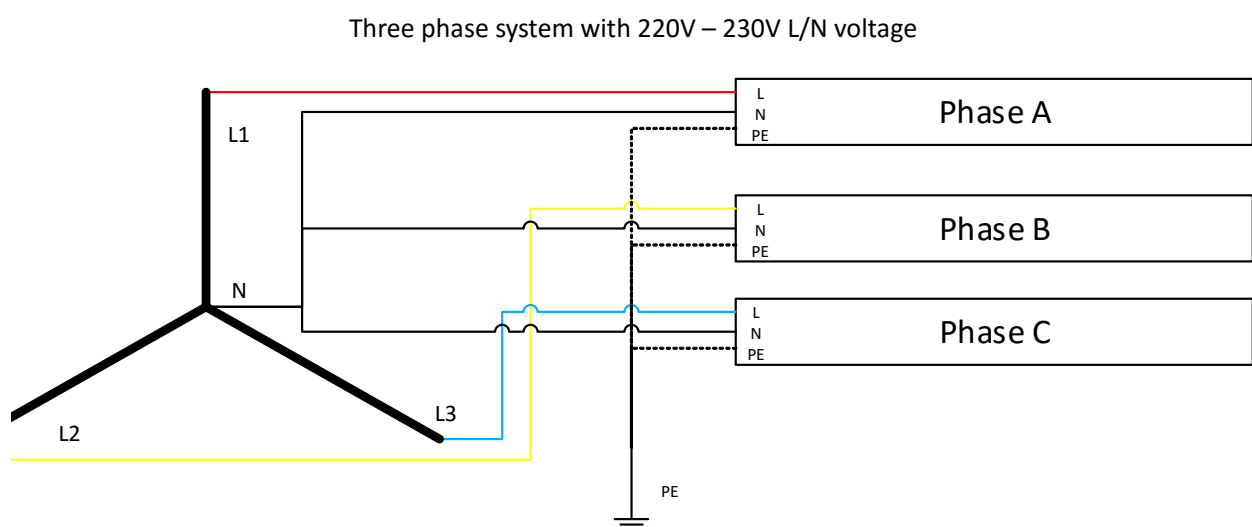 Three phase system with 220V – 230V L/N voltage
L1
L
N
PE
Phase A
L
N
PE
Phase B
N
L
N
PE
Phase C
L3
L2
PE